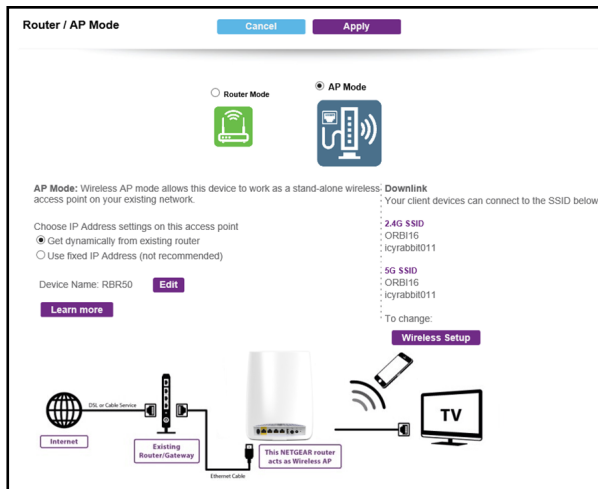 Router / AP Mode
Cancel
Apply
Router Mode
AP Mode
AP Mode: Wireless AP mode allows this device to work as a stand-alone wireless
access point on your existing network.
Choose IP Address settings on this access point
Get dynamically from existing router
Use fixed IP Address (not recommended)
Device Name: RBR50
Edit
Learn more
Downlink
Your client devices can connect to the SSID below
2.4G SSID
ORBI16
icyrabbit011
5G SSID
ORBI16
icyrabbit011
To change:
Wireless Setup
DSL or Cable Service
Internet
Existing
Router/Gateway
Ethernet Cable
This NETGEAR router
acts as Wireless AP
TV